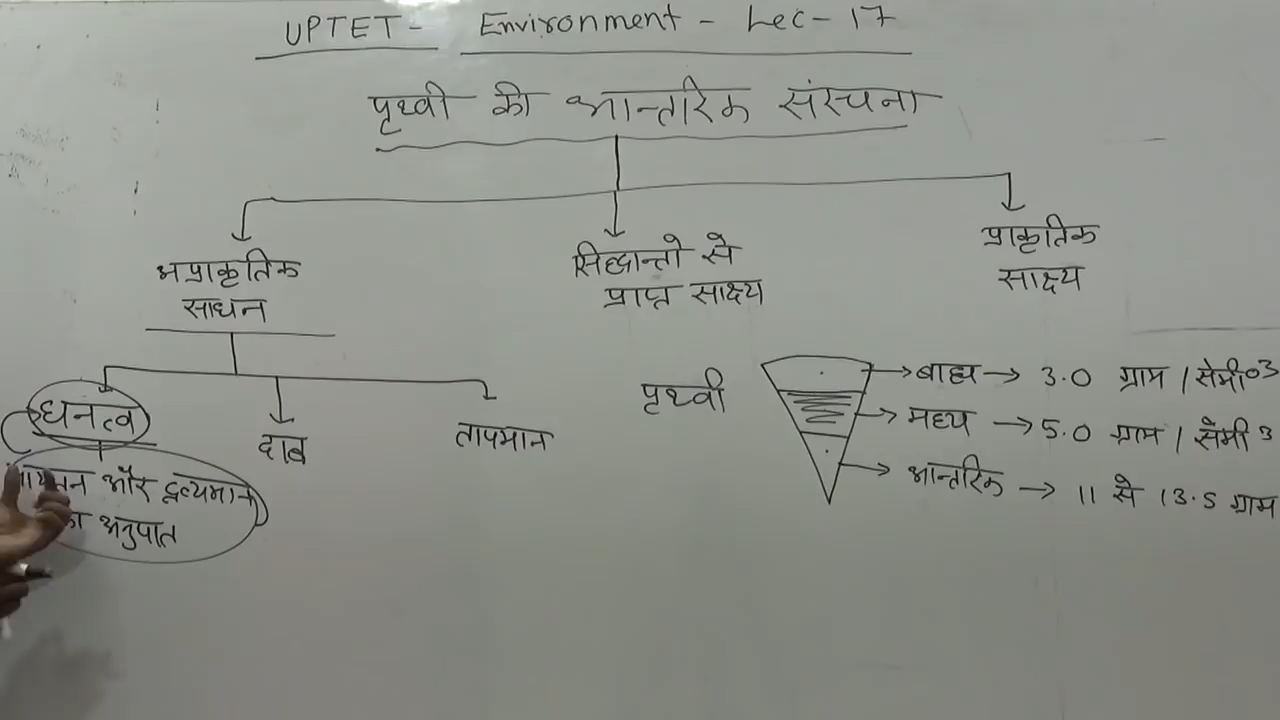 UPTET - Environment - Lec - 17
पृथ्वी की आन्तरिक संरचना
अप्राकृतिक
साधन
सिद्धान्तो से
प्राप्त साक्ष्य
प्राकृतिक
साक्ष्य
घनत्व
दाब
तापमान
और द्रव्यमान
का अनुपात
पृथ्वी
बाह्य → 3.0 ग्राम / सेमी०3
मध्य → 5.0 ग्राम / सेमी 3
आन्तरिक → 11 से 13.5 ग्राम